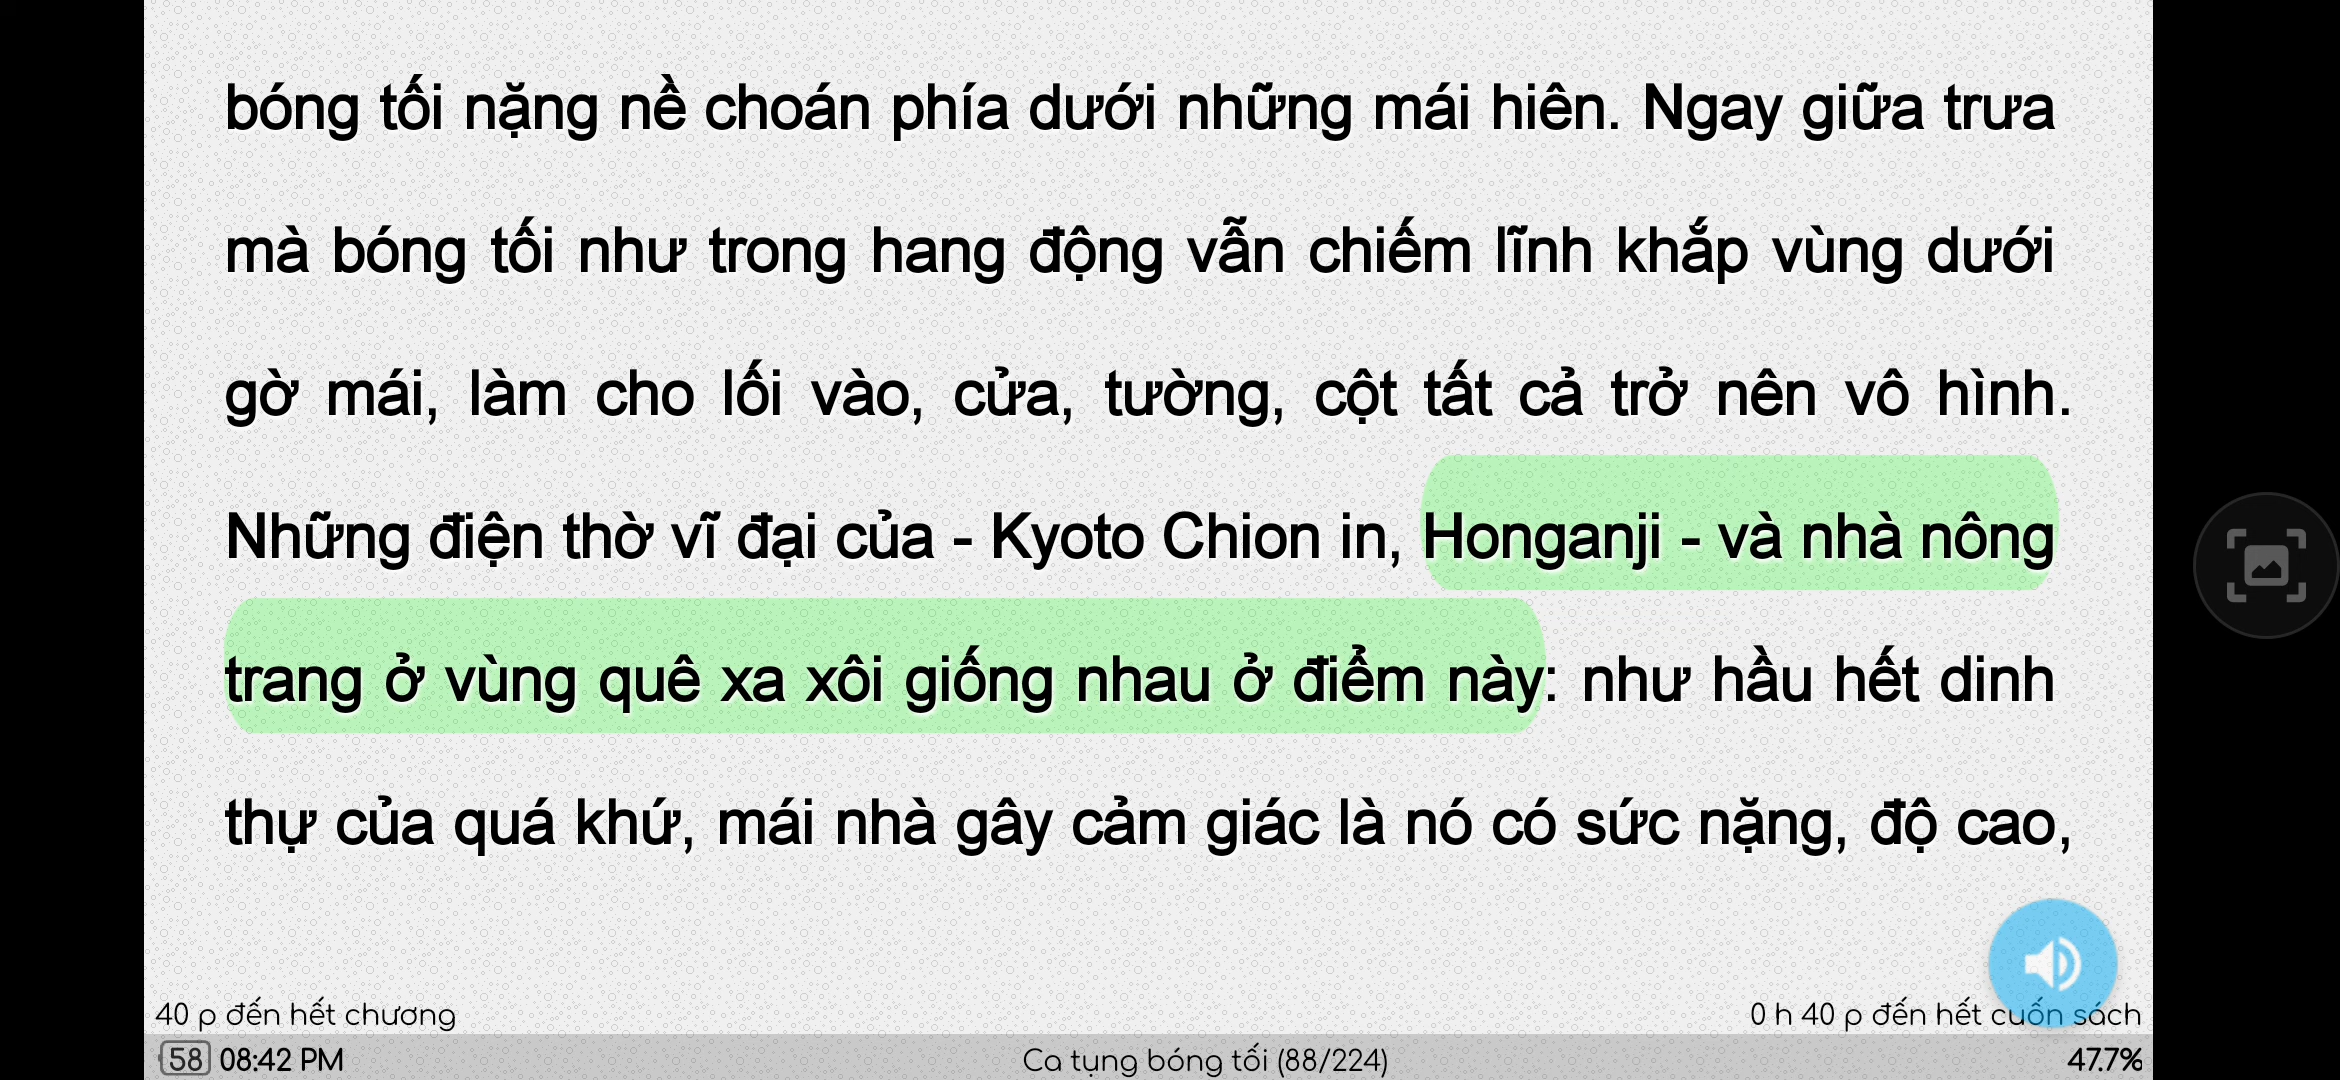 bóng tối nặng nề choán phía dưới những mái hiên. Ngay giữa trưa
mà bóng tối như trong hang động vẫn chiếm lĩnh khắp vùng dưới
gờ mái, làm cho lối vào, cửa, tường, cột tất cả trở nên vô hình.
Những điện thờ vĩ đại của - Kyoto Chion in, Honganji - và nhà nông
trang ở vùng quê xa xôi giống nhau ở điểm này: như hầu hết dinh
thự của quá khứ, mái nhà gây cảm giác là nó có sức nặng, độ cao,
40 p đến hết chương
0 h 40 p đến hết cuốn sách
58 08:42 PM
Ca tụng bóng tối (88/224)
47.7%